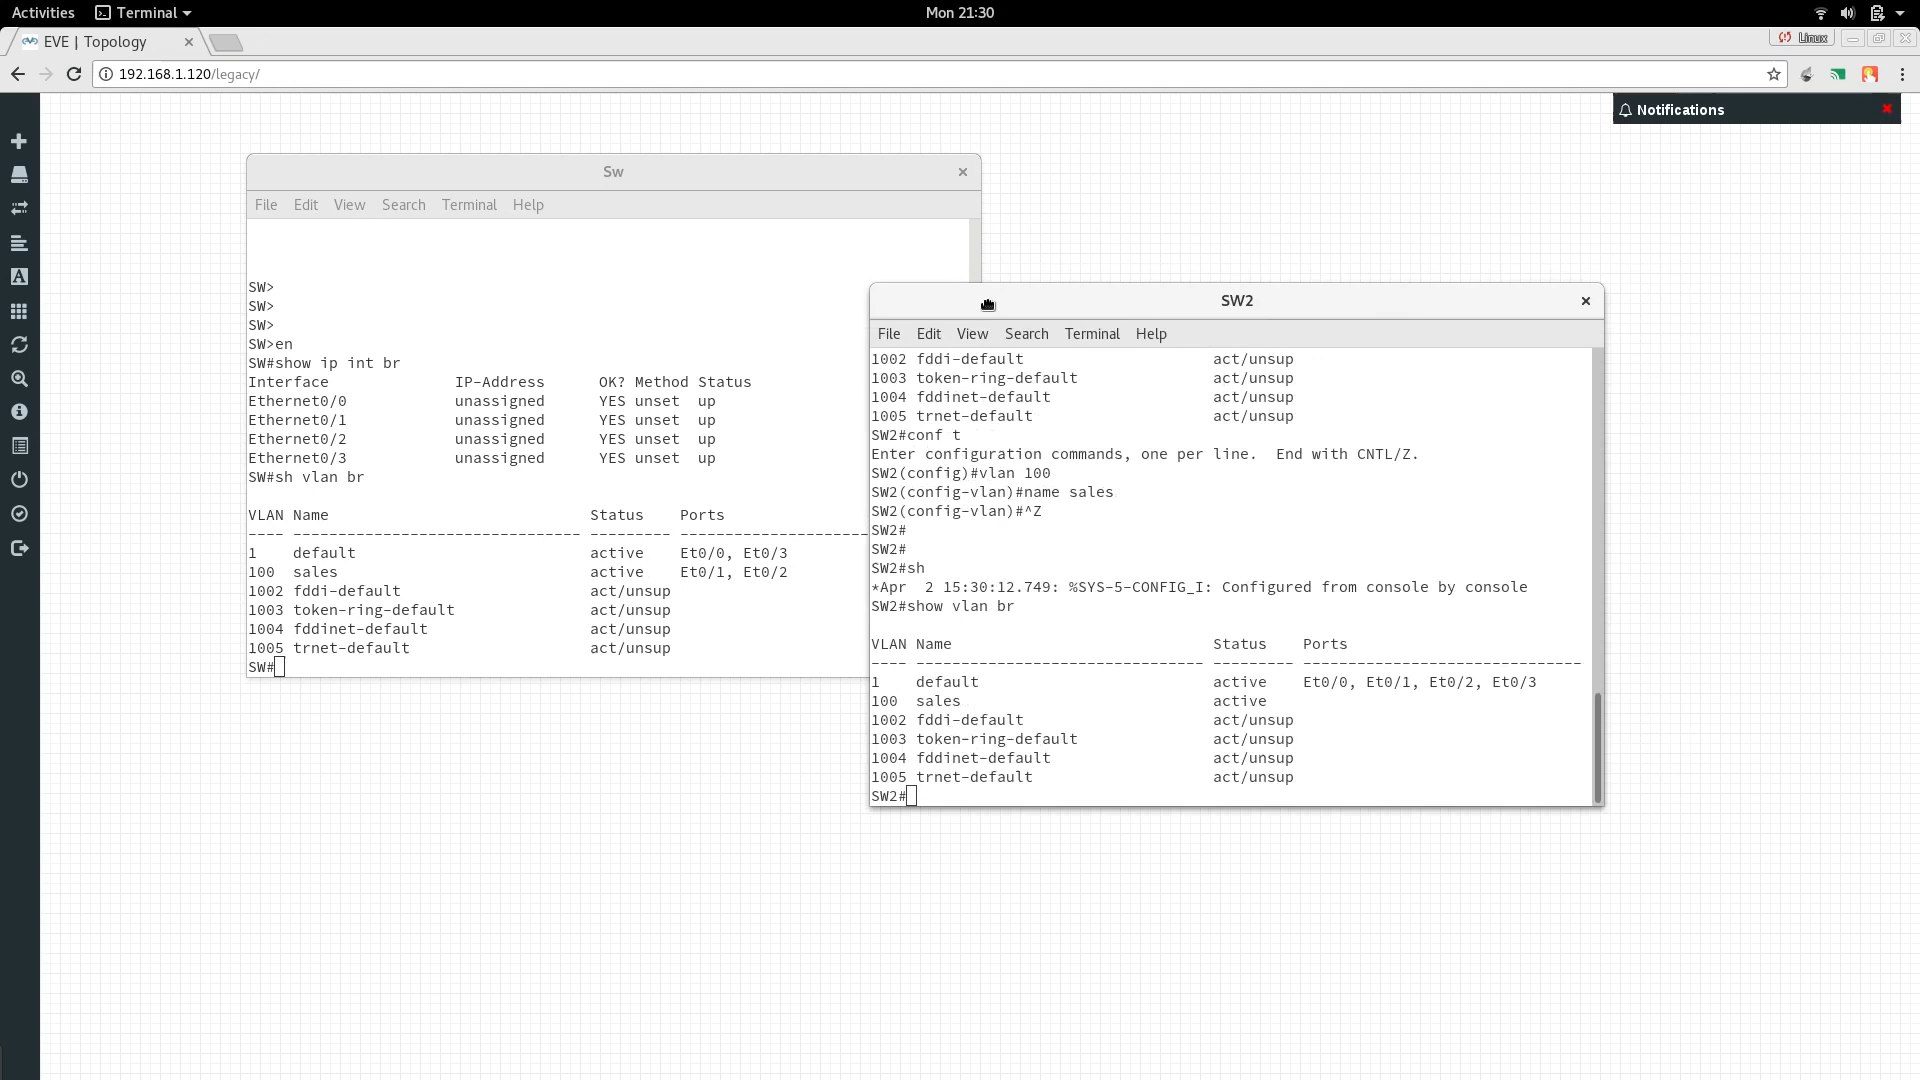 Activities Terminal Mon 21:30
EVE | Topology Linux
192.168.1.120/legacy/
Notifications
Sw
File Edit View Search Terminal Help
SW>
SW>
SW>
SW>en
SW#show ip int br
Interface IP-Address OK? Method Status
Ethernet0/0 unassigned YES unset up
Ethernet0/1 unassigned YES unset up
Ethernet0/2 unassigned YES unset up
Ethernet0/3 unassigned YES unset up
SW#sh vlan br
VLAN Name Status Ports
---- -------------------------------- --------- ---------------------
1 default active Et0/0, Et0/3
100 sales active Et0/1, Et0/2
1002 fddi-default act/unsup
1003 token-ring-default act/unsup
1004 fddinet-default act/unsup
1005 trnet-default act/unsup
SW#
SW2
File Edit View Search Terminal Help
1002 fddi-default act/unsup
1003 token-ring-default act/unsup
1004 fddinet-default act/unsup
1005 trnet-default act/unsup
SW2#conf t
Enter configuration commands, one per line. End with CNTL/Z.
SW2(config)#vlan 100
SW2(config-vlan)#name sales
SW2(config-vlan)#^Z
SW2#
SW2#
SW2#sh
*Apr 2 15:30:12.749: %SYS-5-CONFIG_I: Configured from console by console
SW2#show vlan br
VLAN Name Status Ports
---- -------------------------------- --------- -------------------------------
1 default active Et0/0, Et0/1, Et0/2, Et0/3
100 sales active
1002 fddi-default act/unsup
1003 token-ring-default act/unsup
1004 fddinet-default act/unsup
1005 trnet-default act/unsup
SW2#